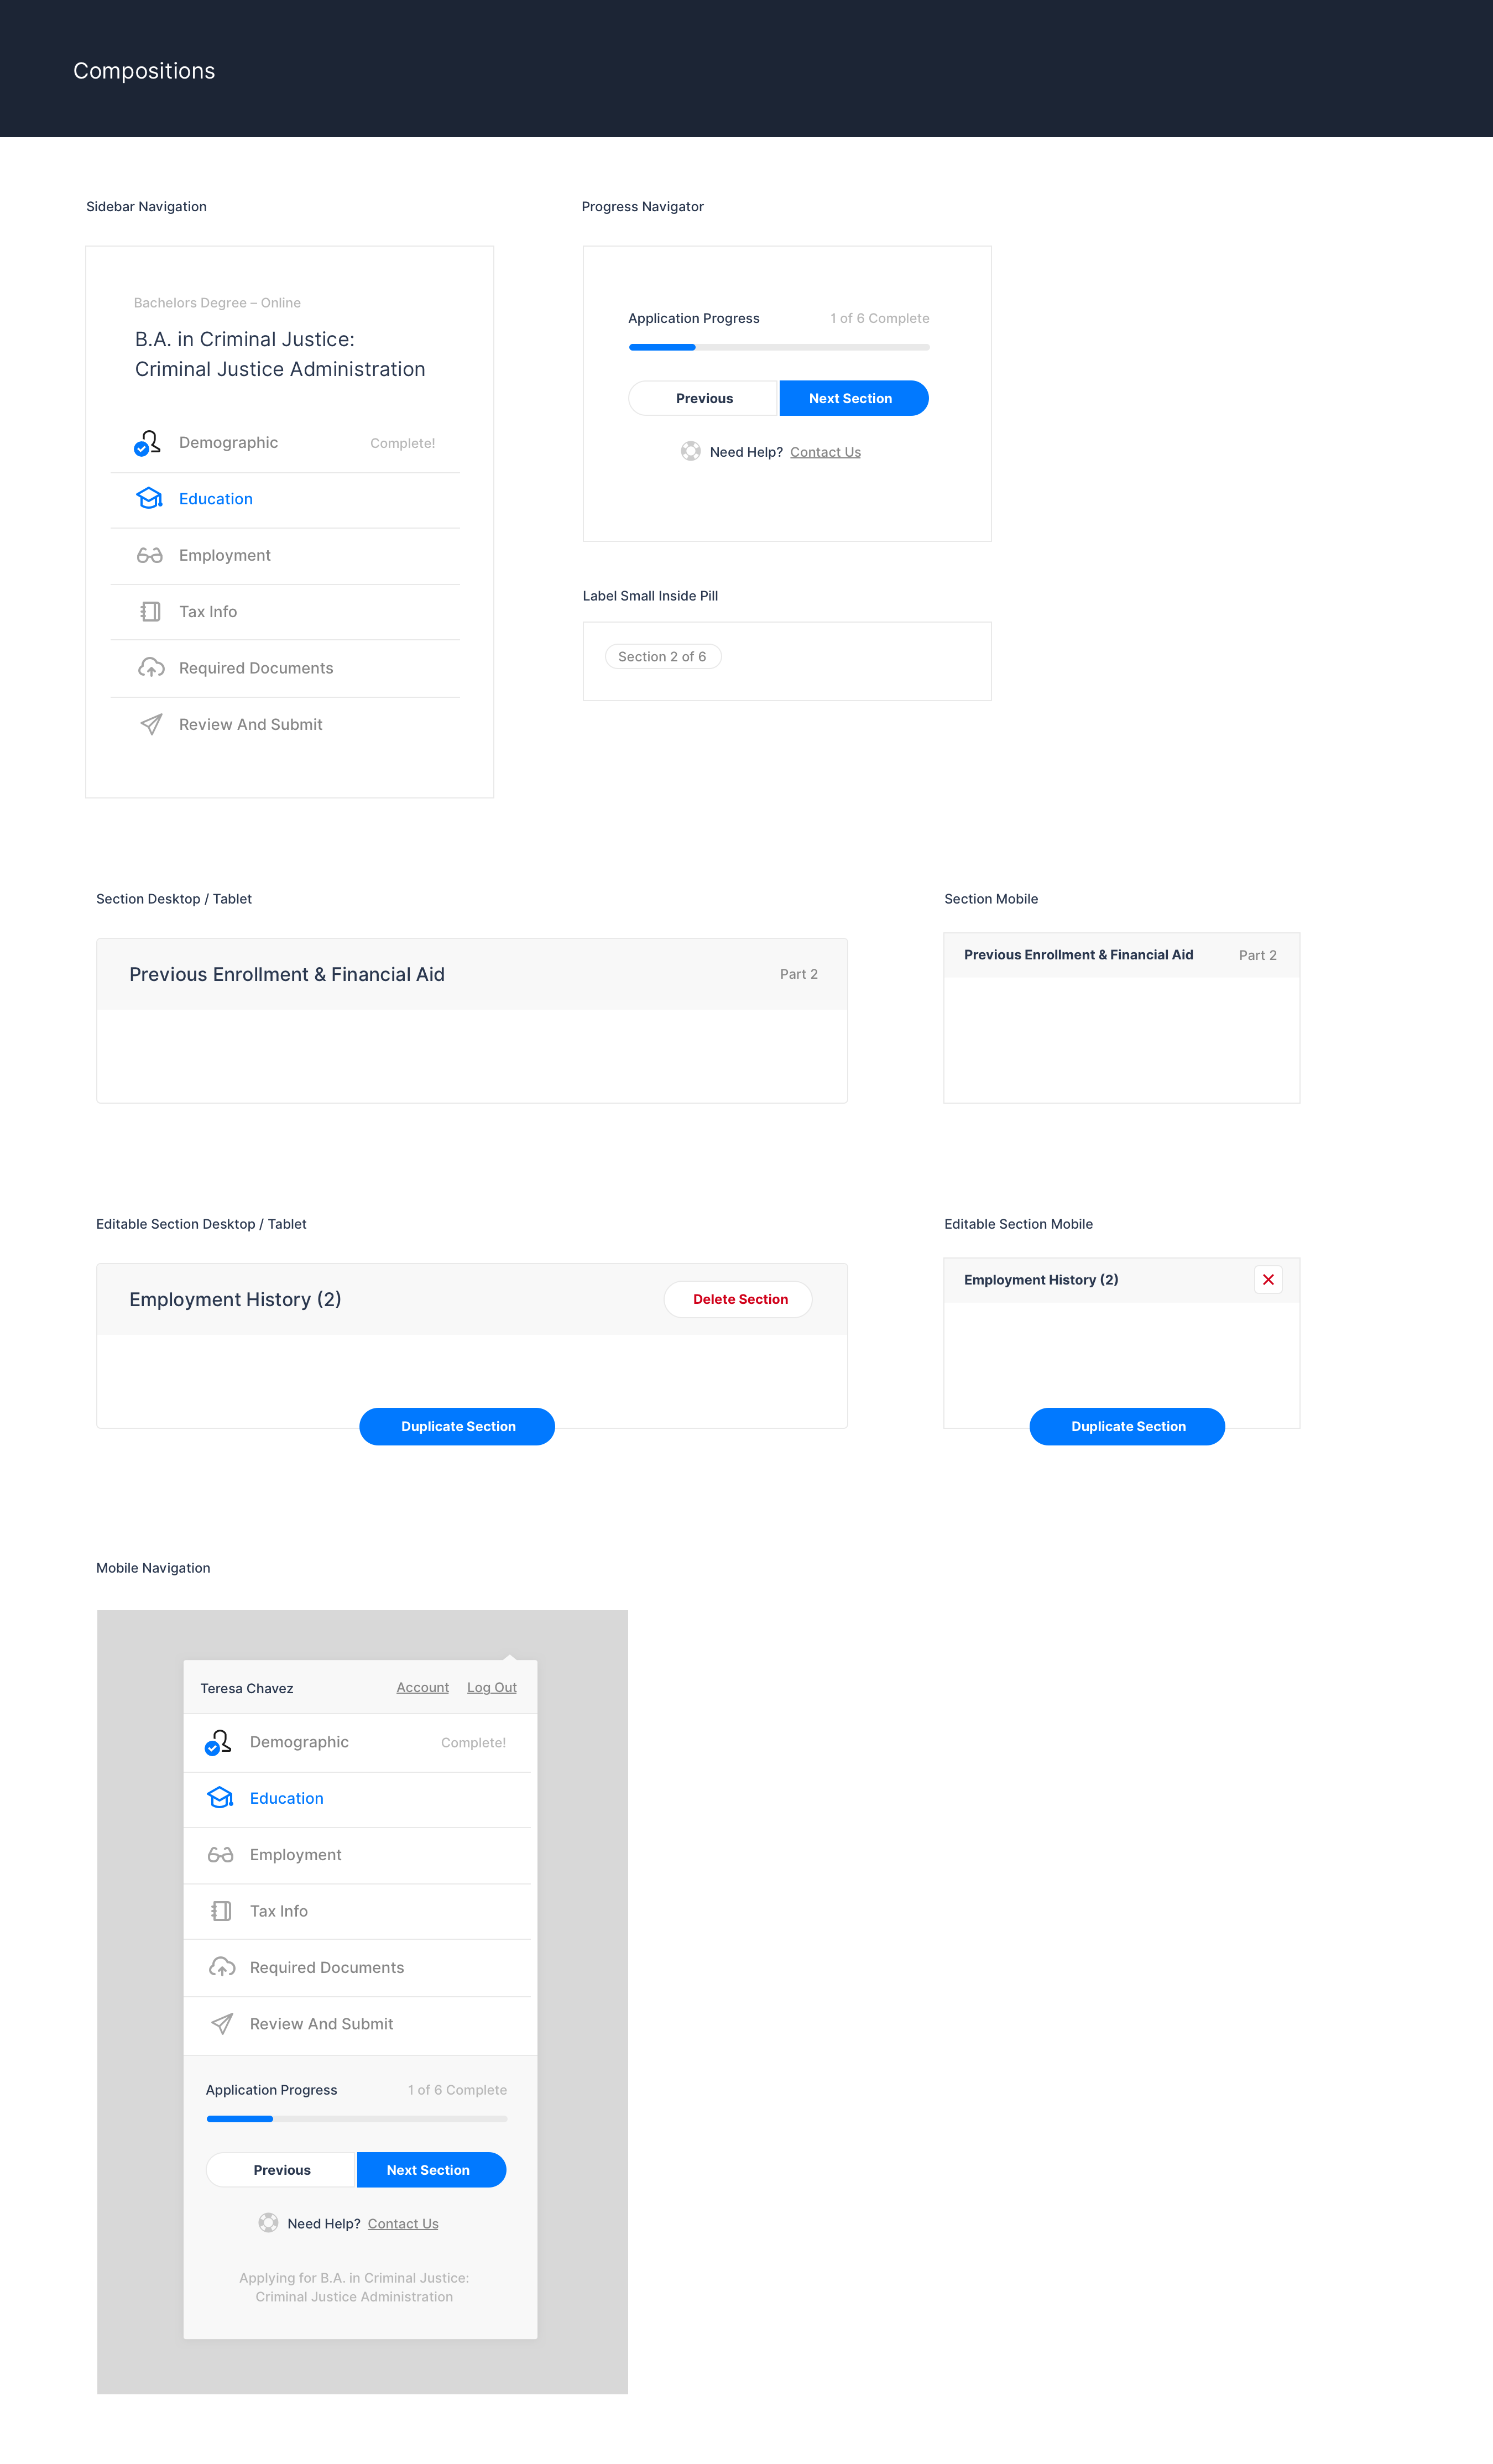 Compositions
Sidebar Navigation
Bachelors Degree – Online
B.A. in Criminal Justice:
Criminal Justice Administration
Demographic Complete!
Education
Employment
Tax Info
Required Documents
Review And Submit
Progress Navigator
Application Progress 1 of 6 Complete
Previous Next Section
Need Help? Contact Us
Label Small Inside Pill
Section 2 of 6
Section Desktop / Tablet
Previous Enrollment & Financial Aid Part 2
Section Mobile
Previous Enrollment & Financial Aid Part 2
Editable Section Desktop / Tablet
Employment History (2) Delete Section
Duplicate Section
Editable Section Mobile
Employment History (2)
Duplicate Section
Mobile Navigation
Teresa Chavez Account Log Out
Demographic Complete!
Education
Employment
Tax Info
Required Documents
Review And Submit
Application Progress 1 of 6 Complete
Previous Next Section
Need Help? Contact Us
Applying for B.A. in Criminal Justice:
Criminal Justice Administration